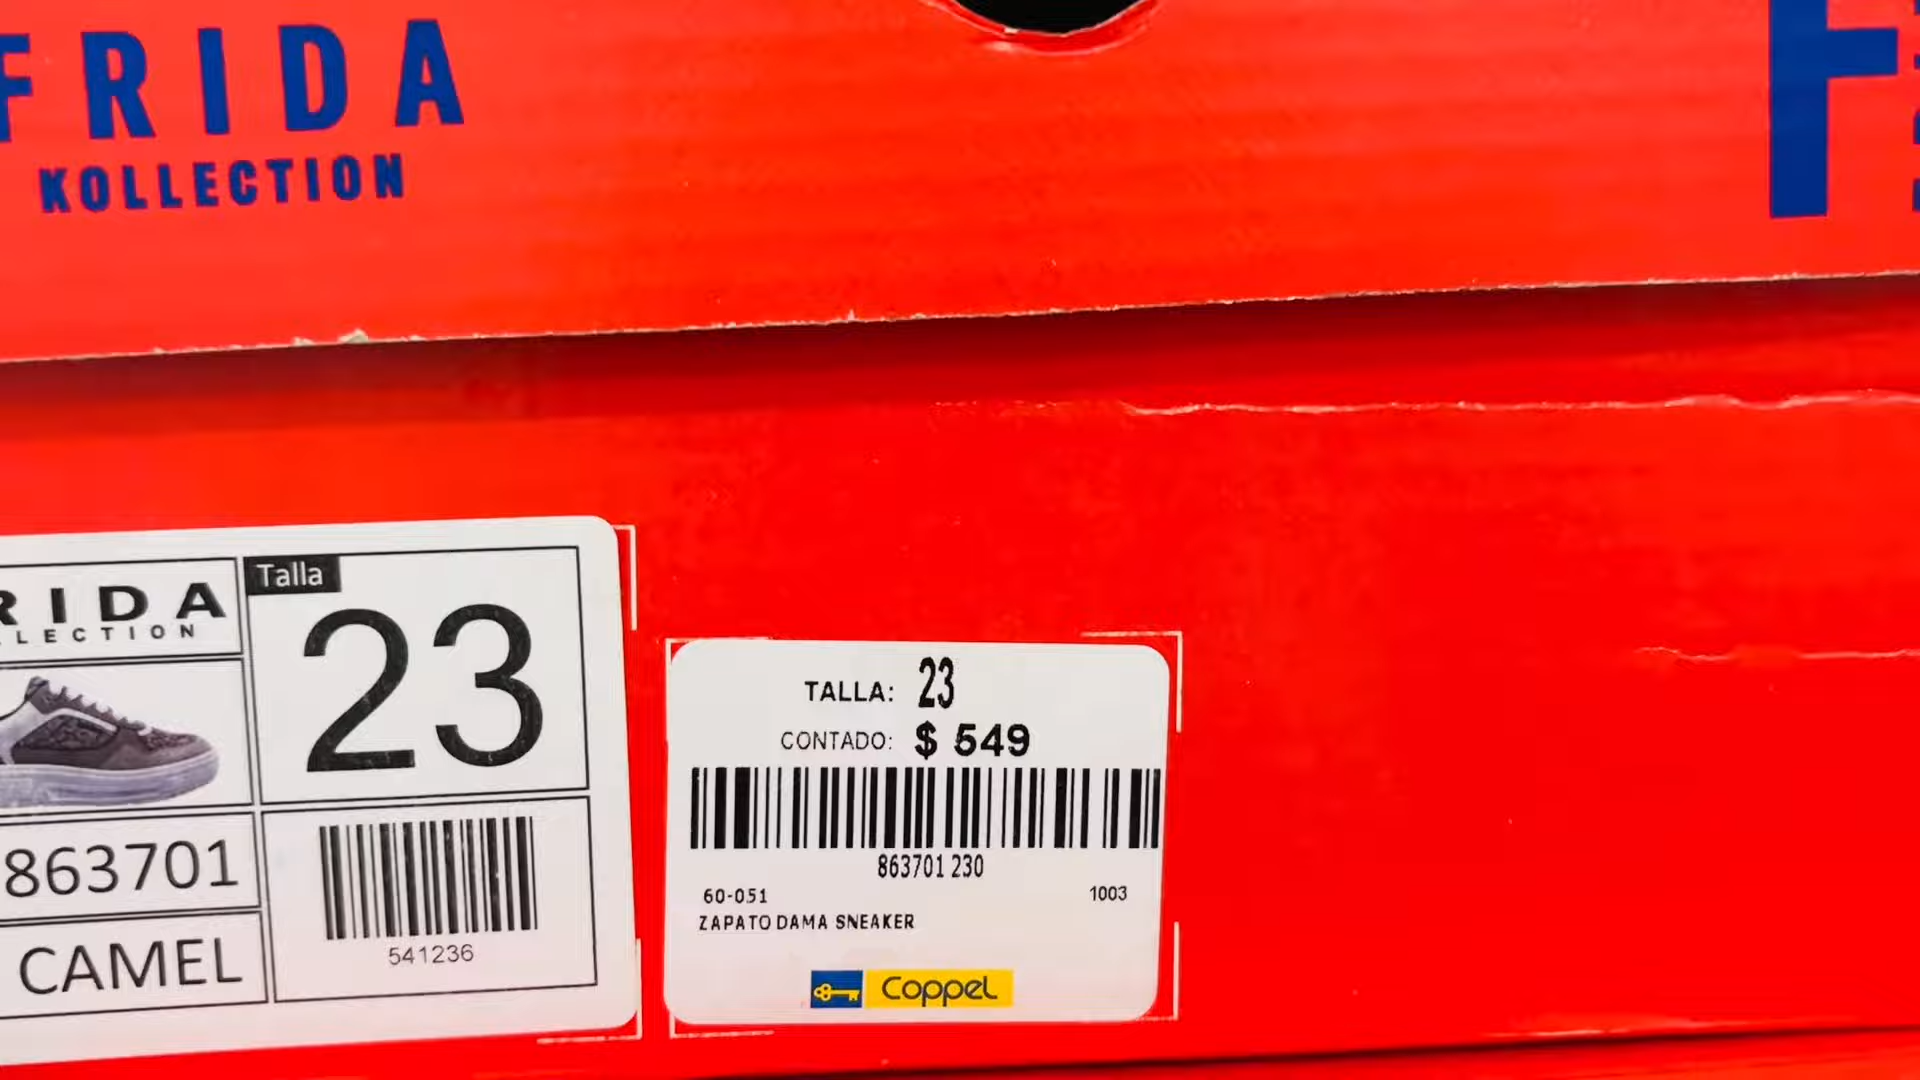 FRIDA
KOLLECTION
F
RIDA
LLECTION
Talla
23
863701
CAMEL
541236
TALLA: 23
CONTADO: $ 549
863701 230
60-051 1003
ZAPATO DAMA SNEAKER
Coppel